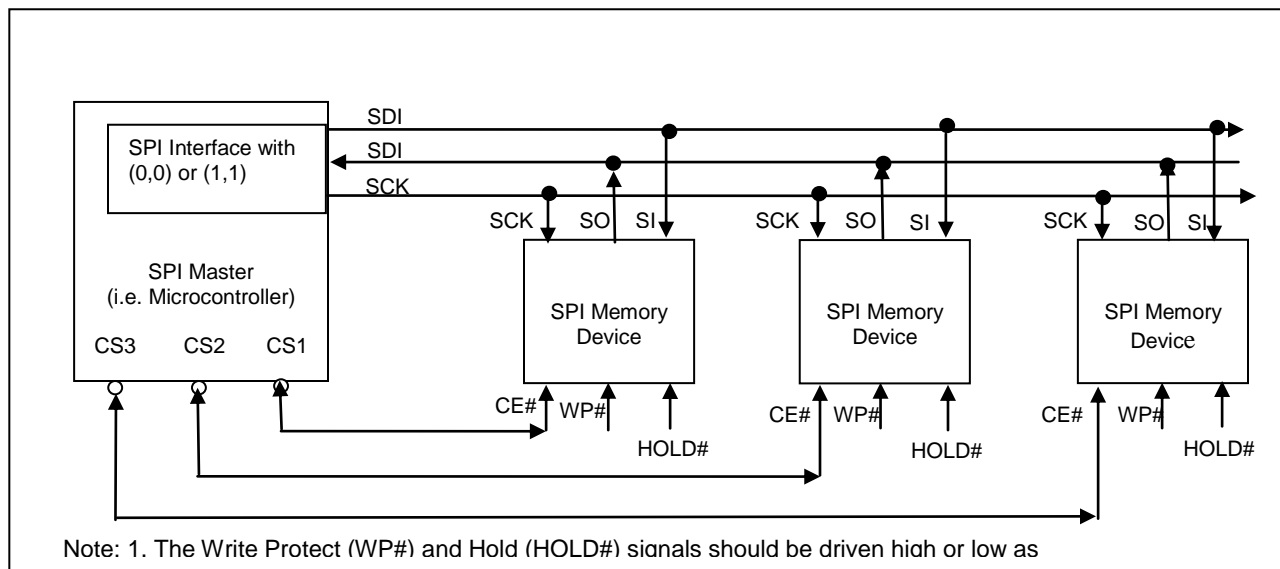 SDI
SPI Interface with
(0,0) or (1,1)
SDI
SCK
SCK SO SI
SCK SO SI
SCK SO SI
SPI Master
(i.e. Microcontroller)
SPI Memory
Device
SPI Memory
Device
SPI Memory
Device
CS3 CS2 CS1
CE# WP#
HOLD#
CE# WP#
HOLD#
CE# WP#
HOLD#
Note: 1. The Write Protect (WP#) and Hold (HOLD#) signals should be driven high or low as